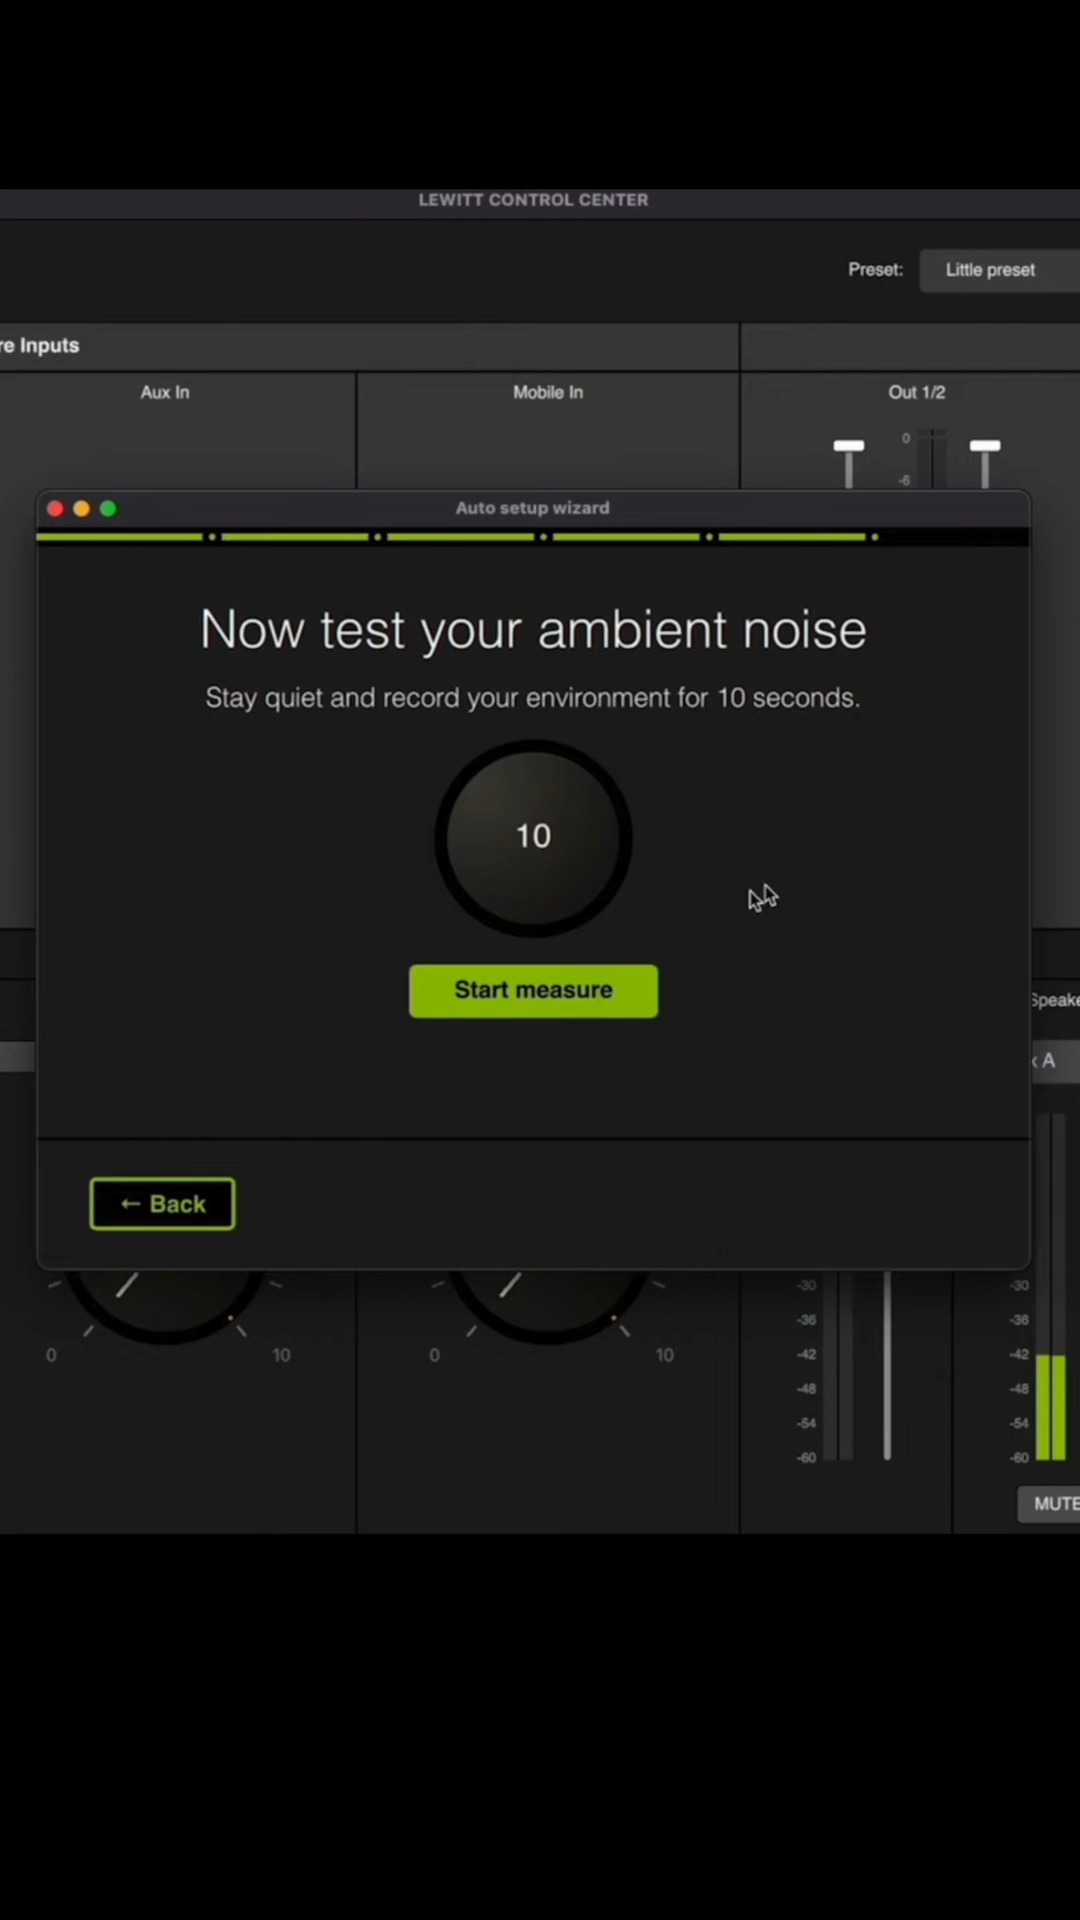 LEWITT CONTROL CENTER
Preset:
Little preset
re Inputs
Aux In
Mobile In
Out 1/2
0
-6
Auto setup wizard
Now test your ambient noise
Stay quiet and record your environment for 10 seconds.
10
Start measure
Speake
x A
← Back
-30
-30
-36
-36
0
10
0
10
-42
-42
-48
-48
-54
-54
-60
-60
MUTE